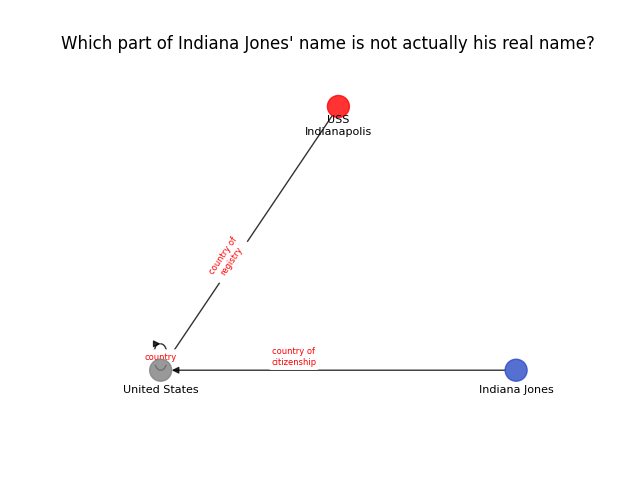 Which part of Indiana Jones' name is not actually his real name?
USS
Indianapolis
country of
registry
country
country of
citizenship
United States
Indiana Jones